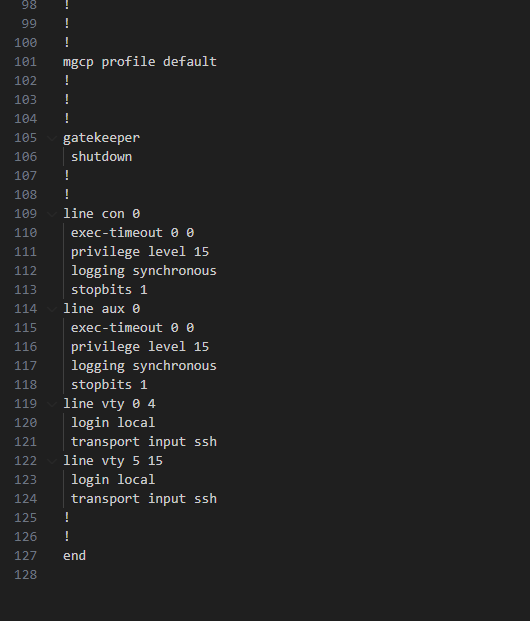 98 !
99 !
100 !
101 mgcp profile default
102 !
103 !
104 !
105 gatekeeper
106  shutdown
107 !
108 !
109 line con 0
110  exec-timeout 0 0
111  privilege level 15
112  logging synchronous
113  stopbits 1
114 line aux 0
115  exec-timeout 0 0
116  privilege level 15
117  logging synchronous
118  stopbits 1
119 line vty 0 4
120  login local
121  transport input ssh
122 line vty 5 15
123  login local
124  transport input ssh
125 !
126 !
127 end
128